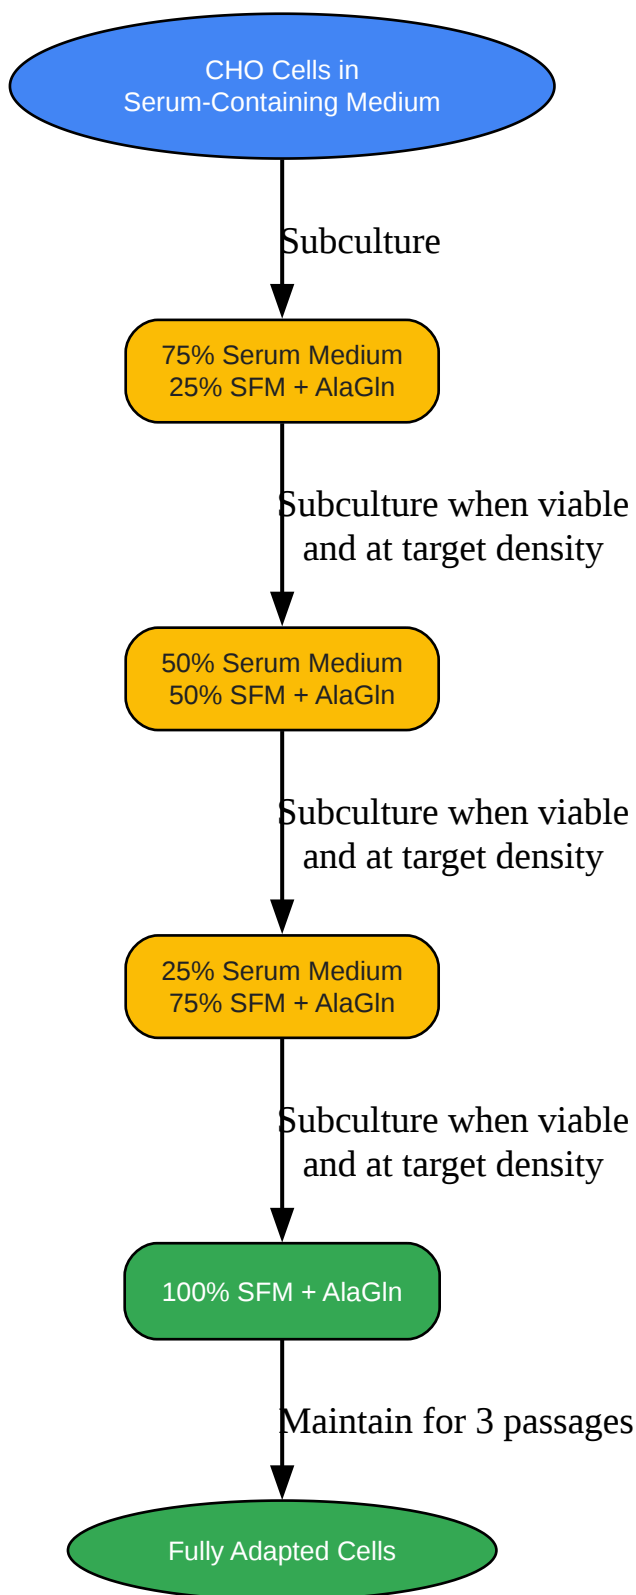 CHO Cells in
Serum-Containing Medium
Subculture
75% Serum Medium
25% SFM + AlaGln
Subculture when viable
and at target density
50% Serum Medium
50% SFM + AlaGln
Subculture when viable
and at target density
25% Serum Medium
75% SFM + AlaGln
Subculture when viable
and at target density
100% SFM + AlaGln
Maintain for 3 passages
Fully Adapted Cells